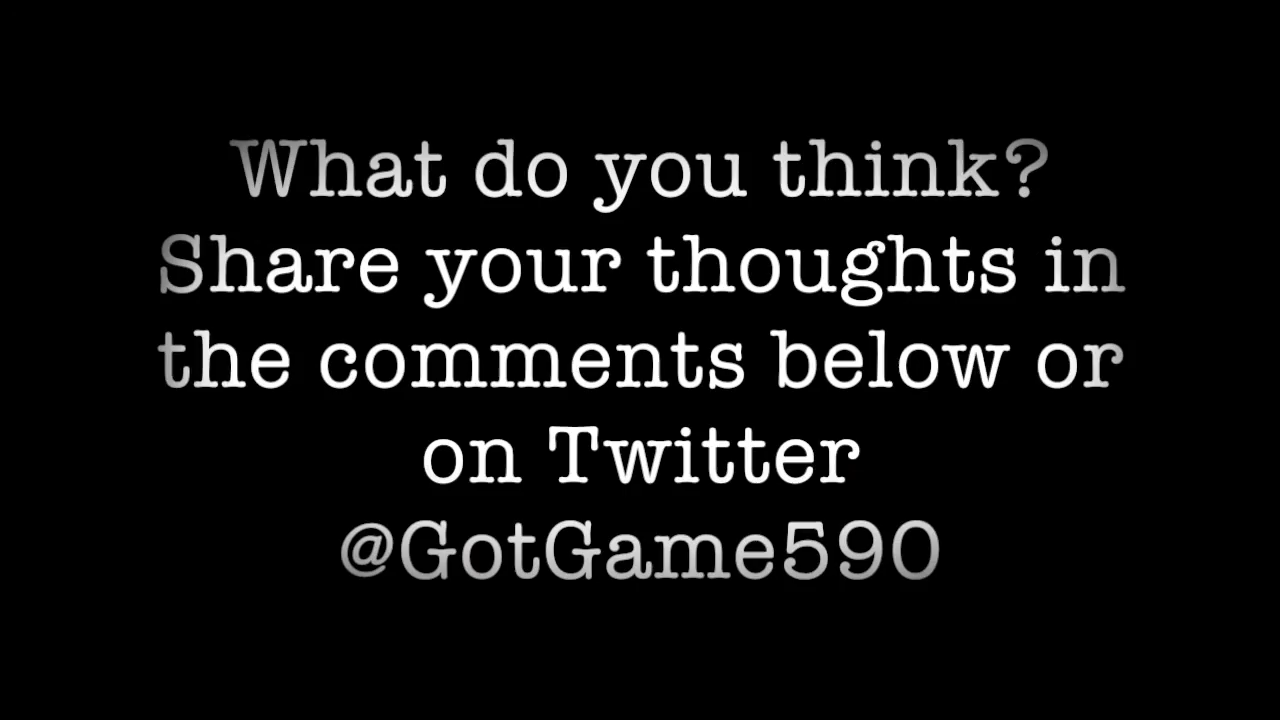 What do you think?
Share your thoughts in
the comments below or
on Twitter
@GotGame590